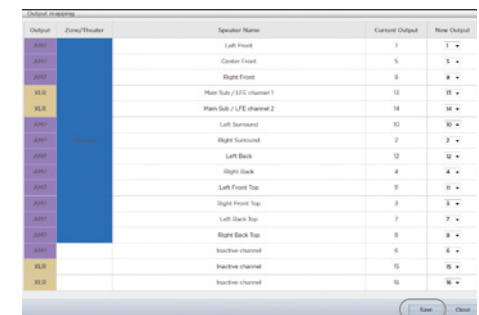 Output mapping
Output Zone/Theater Speaker Name Current Output New Output
AMP Left Front 1 1
AMP Center Front 5 5
AMP Right Front 9 9
XLR Main Sub / LFE channel 1 13 13
XLR Main Sub / LFE channel 2 14 14
AMP Left Surround 10 10
AMP Right Surround 2 2
AMP Left Back 12 12
AMP Right Back 4 4
AMP Left Front Top 11 11
AMP Right Front Top 3 3
AMP Left Back Top 7 7
AMP Right Back Top 8 8
AMP Inactive channel 6 6
XLR Inactive channel 15 15
XLR Inactive channel 16 16
Save Close